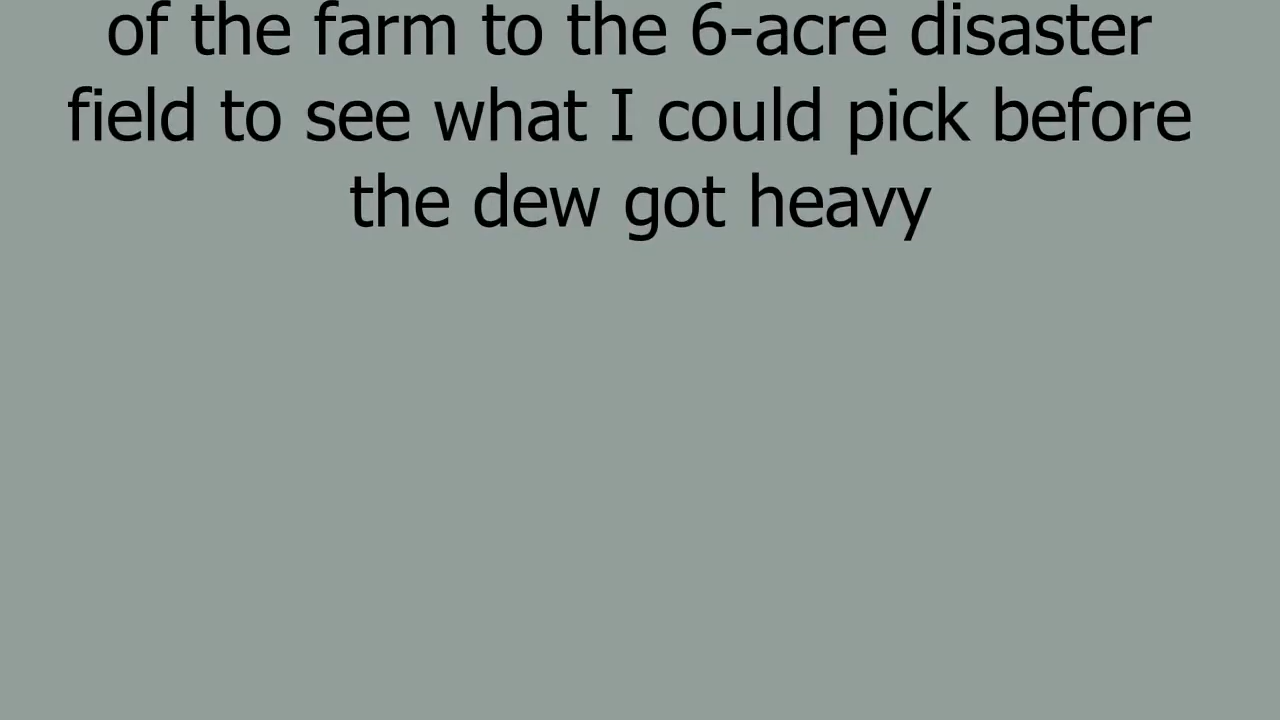 of the farm to the 6-acre disaster
field to see what I could pick before
the dew got heavy